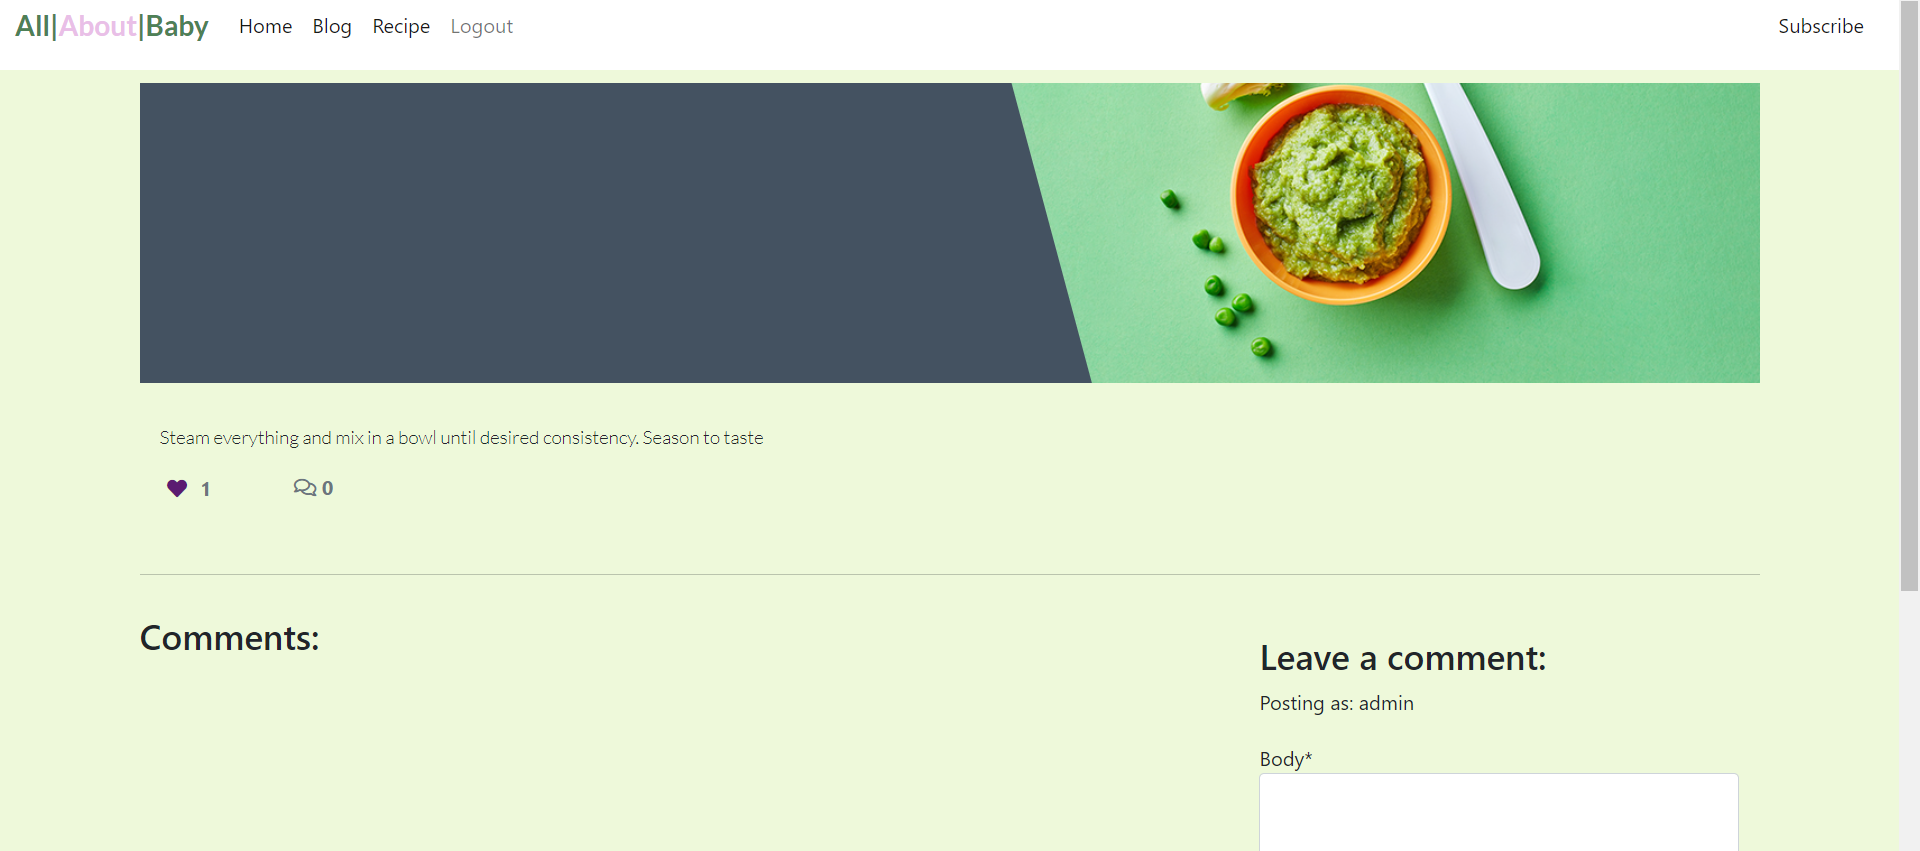 All|About|Baby Home Blog Recipe Logout Subscribe
Steam everything and mix in a bowl until desired consistency. Season to taste
1 0
Comments:
Leave a comment:
Posting as: admin
Body*